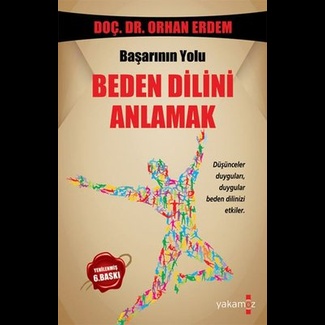 DOÇ. DR. ORHAN ERDEM
Başarının Yolu
BEDEN DİLİNİ
ANLAMAK
Düşünceler
duyguları,
duygular
beden dilinizi
etkiler.
YENİLENMİŞ
6.BASKI
yakamoz